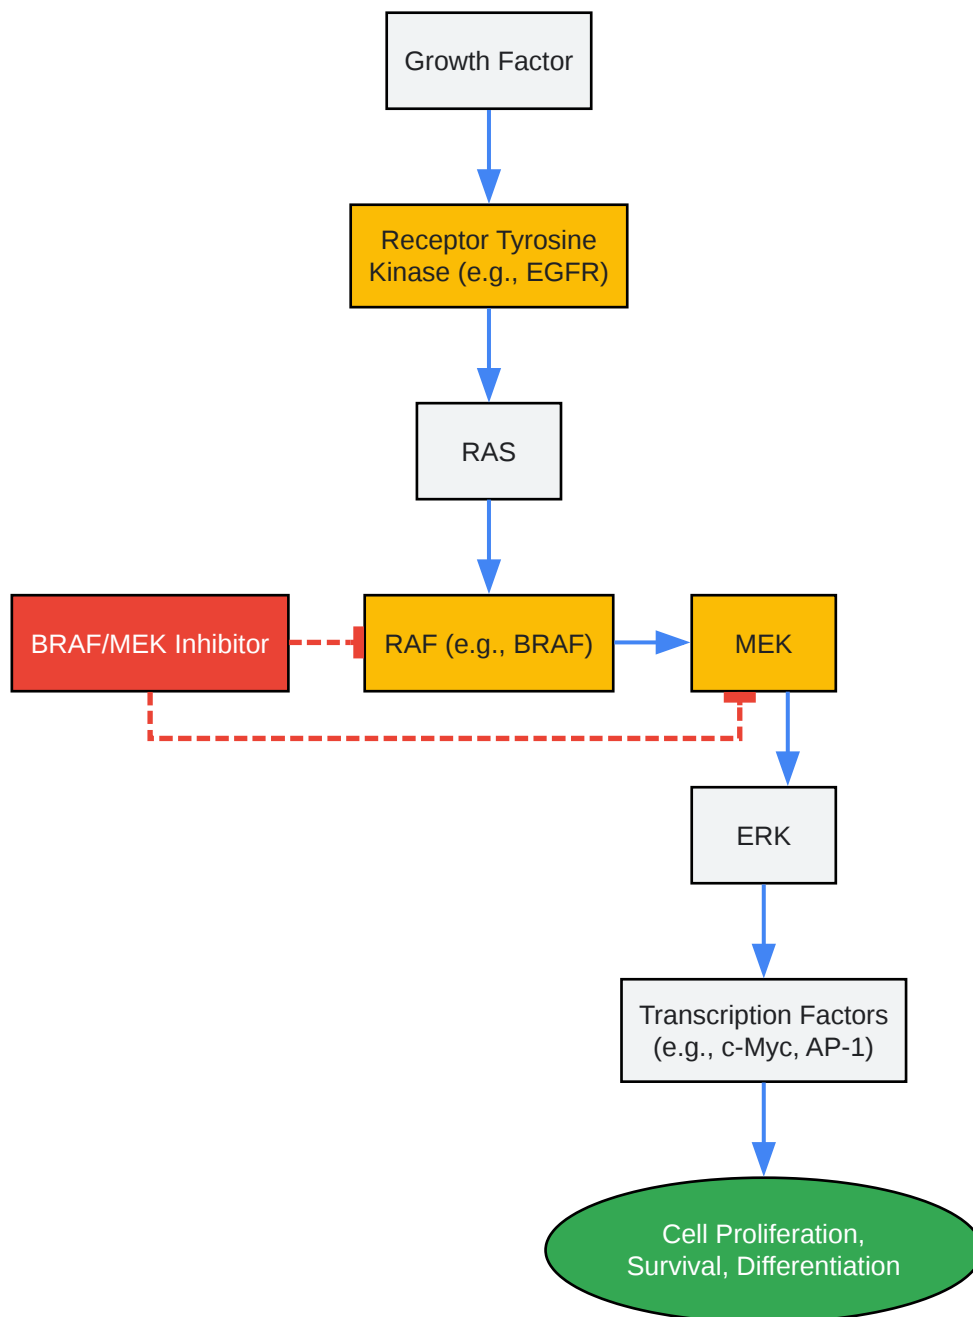 Growth Factor
Receptor Tyrosine
Kinase (e.g., EGFR)
RAS
BRAF/MEK Inhibitor
RAF (e.g., BRAF)
MEK
ERK
Transcription Factors
(e.g., c-Myc, AP-1)
Cell Proliferation,
Survival, Differentiation